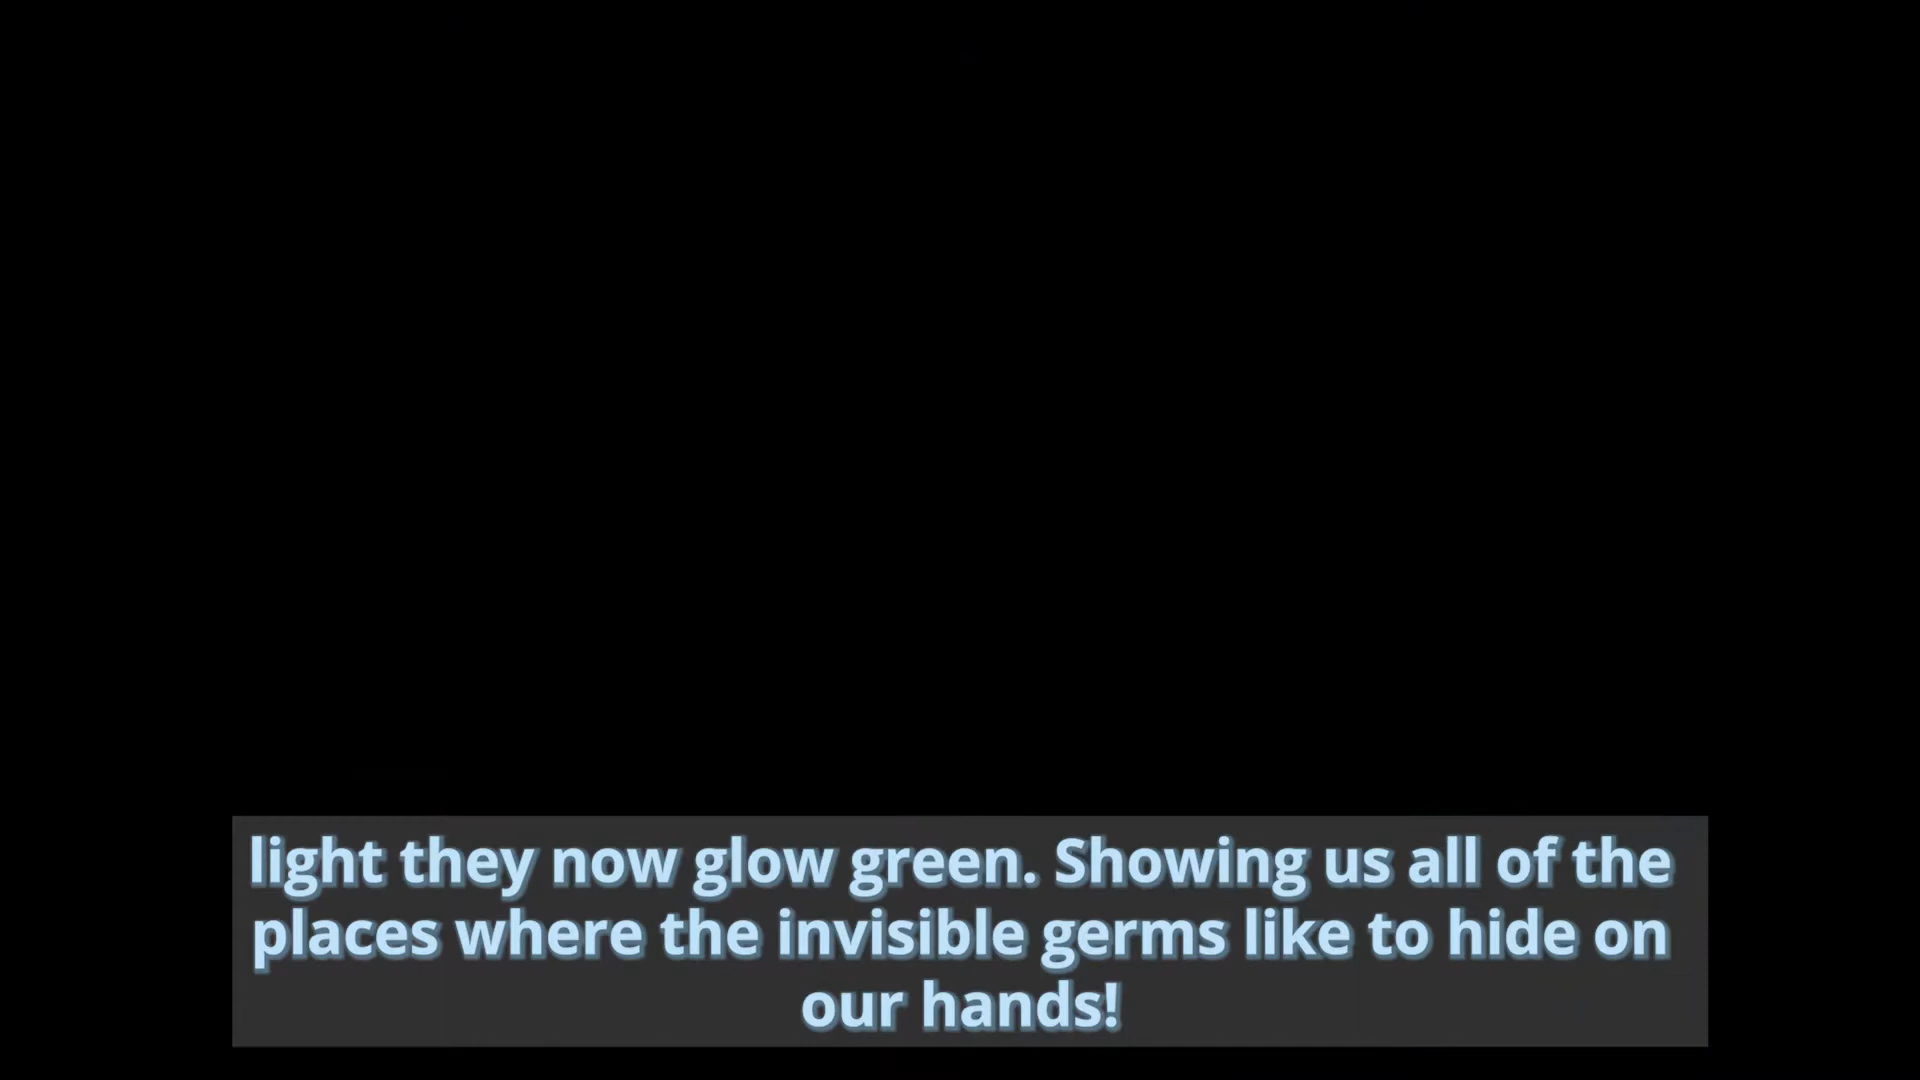 light they now glow green. Showing us all of the
places where the invisible germs like to hide on
our hands!